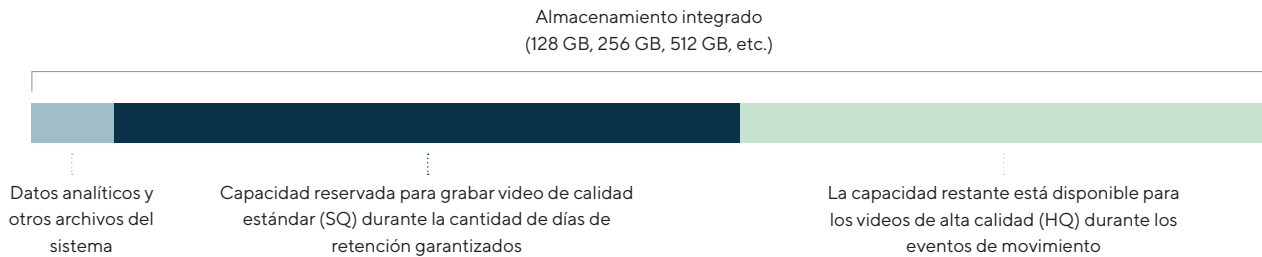 Almacenamiento integrado
(128 GB, 256 GB, 512 GB, etc.)
Datos analíticos y
otros archivos del
sistema
Capacidad reservada para grabar video de calidad
estándar (SQ) durante la cantidad de días de
retención garantizados
La capacidad restante está disponible para
los videos de alta calidad (HQ) durante los
eventos de movimiento